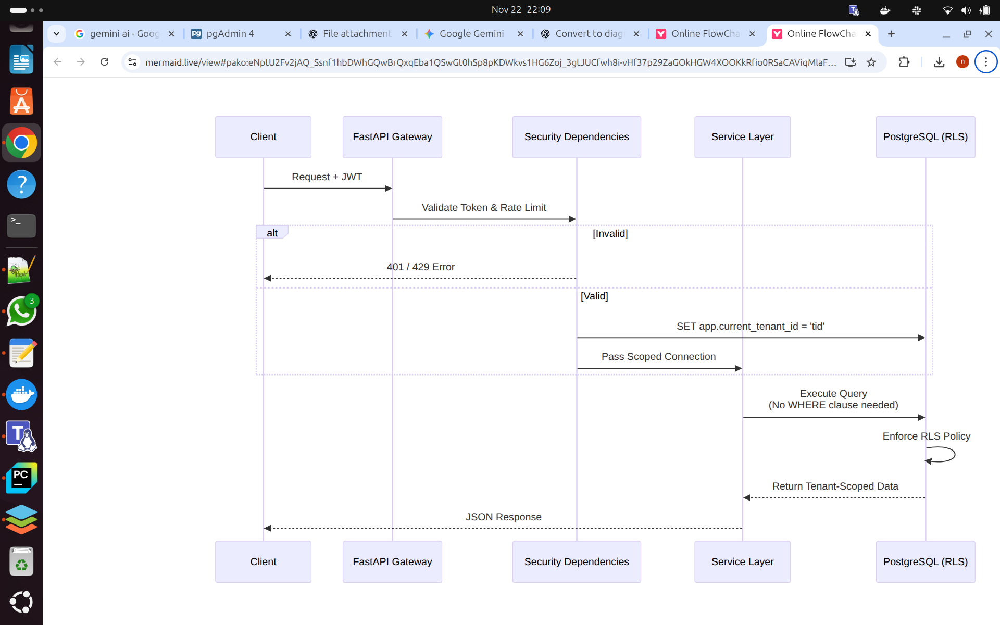 Nov 22 22:09
gemini ai - Goog
pgAdmin 4
File attachment
Google Gemini
Convert to diag
Online FlowCha
Online FlowCha
mermaid.live/view#pako:eNptU2Fv2jAQ_Ssnf1hbDWhGQwBrQxqEba1QSwGt0hSp8pKDWkvs1HG6Zoj_3gtJUCfwh8i-vHf37p29ZaGOkHGW4XOOKkRfio0RSaCAViqMlaF...
n
Client
FastAPI Gateway
Security Dependencies
Service Layer
PostgreSQL (RLS)
Request + JWT
Validate Token & Rate Limit
alt
[Invalid]
401 / 429 Error
[Valid]
SET app.current_tenant_id = 'tid'
Pass Scoped Connection
Execute Query
(No WHERE clause needed)
Enforce RLS Policy
Return Tenant-Scoped Data
JSON Response
Client
FastAPI Gateway
Security Dependencies
Service Layer
PostgreSQL (RLS)
3
T
PC